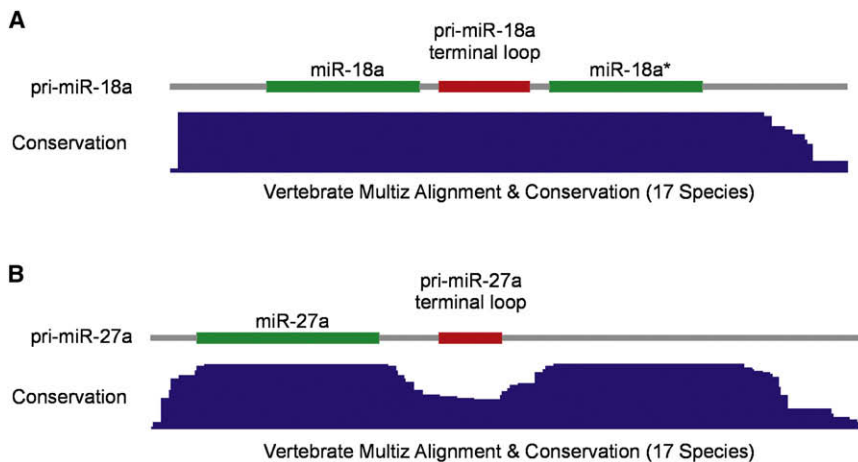 A
pri-miR-18a
terminal loop
miR-18a
miR-18a*
pri-miR-18a
Conservation
Vertebrate Multiz Alignment & Conservation (17 Species)
B
pri-miR-27a
terminal loop
miR-27a
pri-miR-27a
Conservation
Vertebrate Multiz Alignment & Conservation (17 Species)